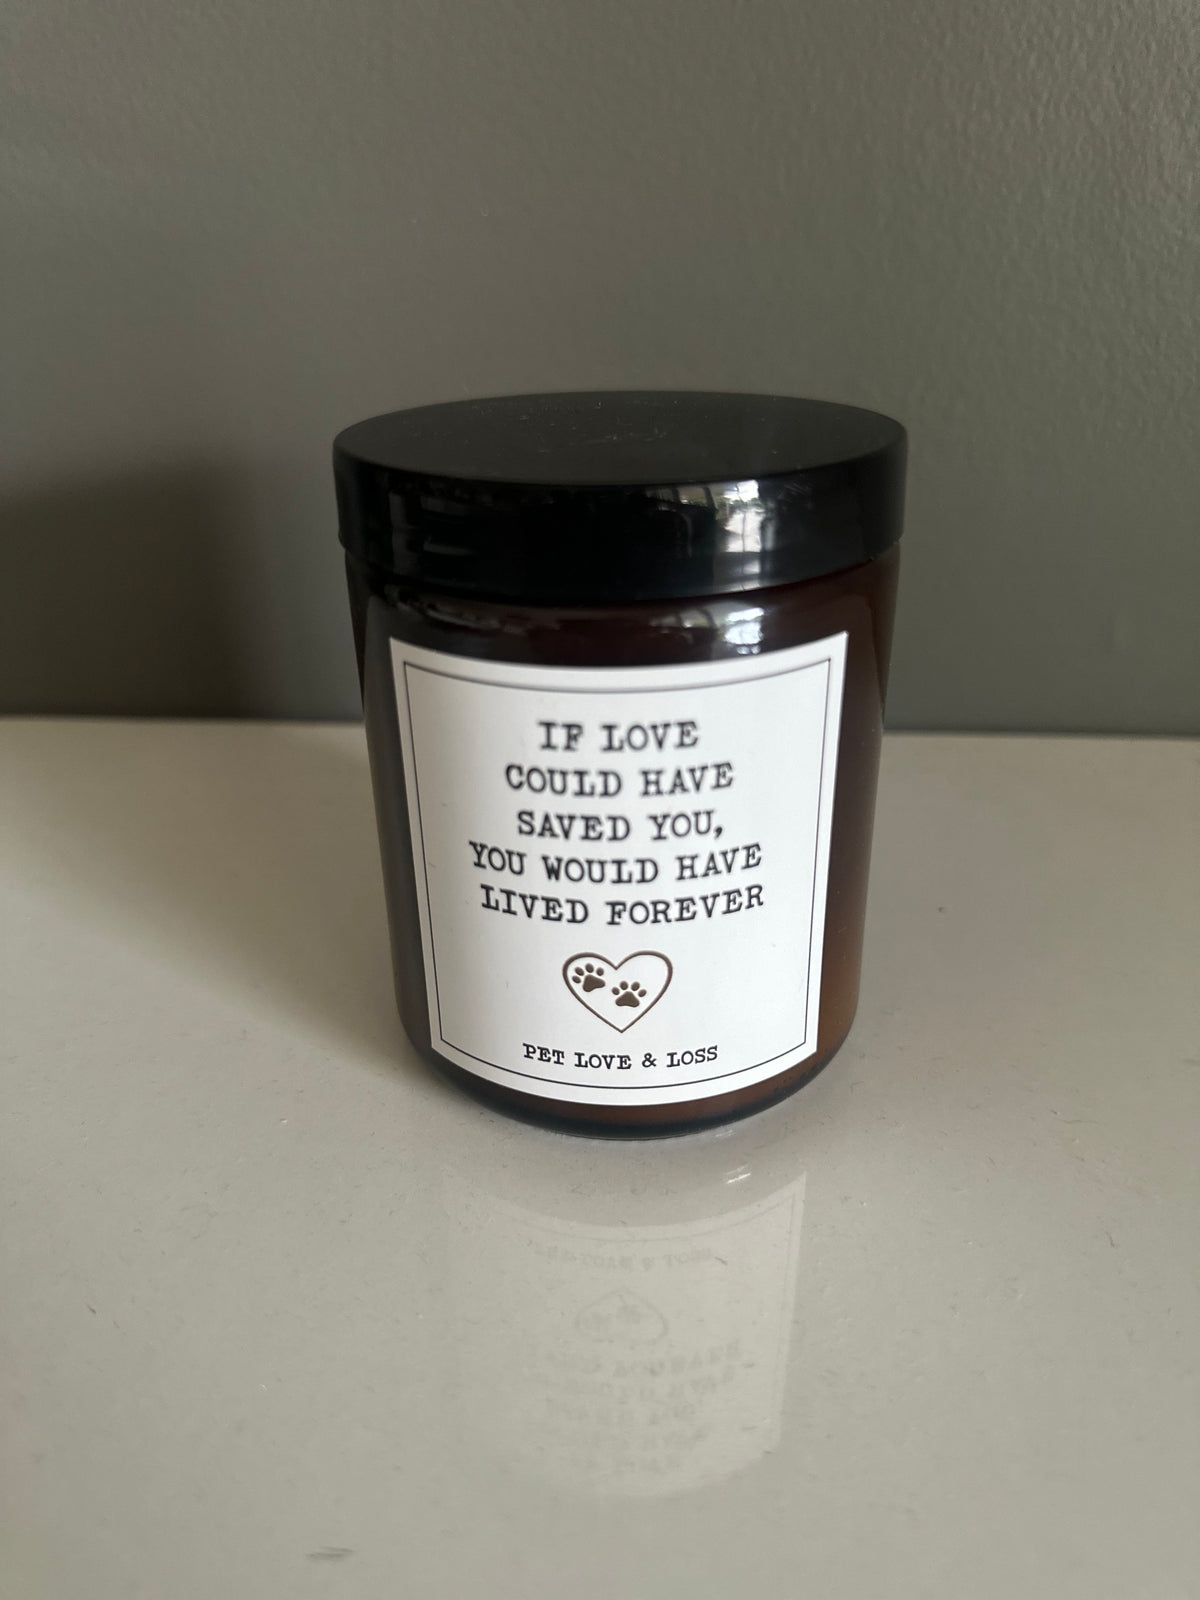 IF LOVE
COULD HAVE
SAVED YOU,
YOU WOULD HAVE
LIVED FOREVER
PET LOVE & LOSS